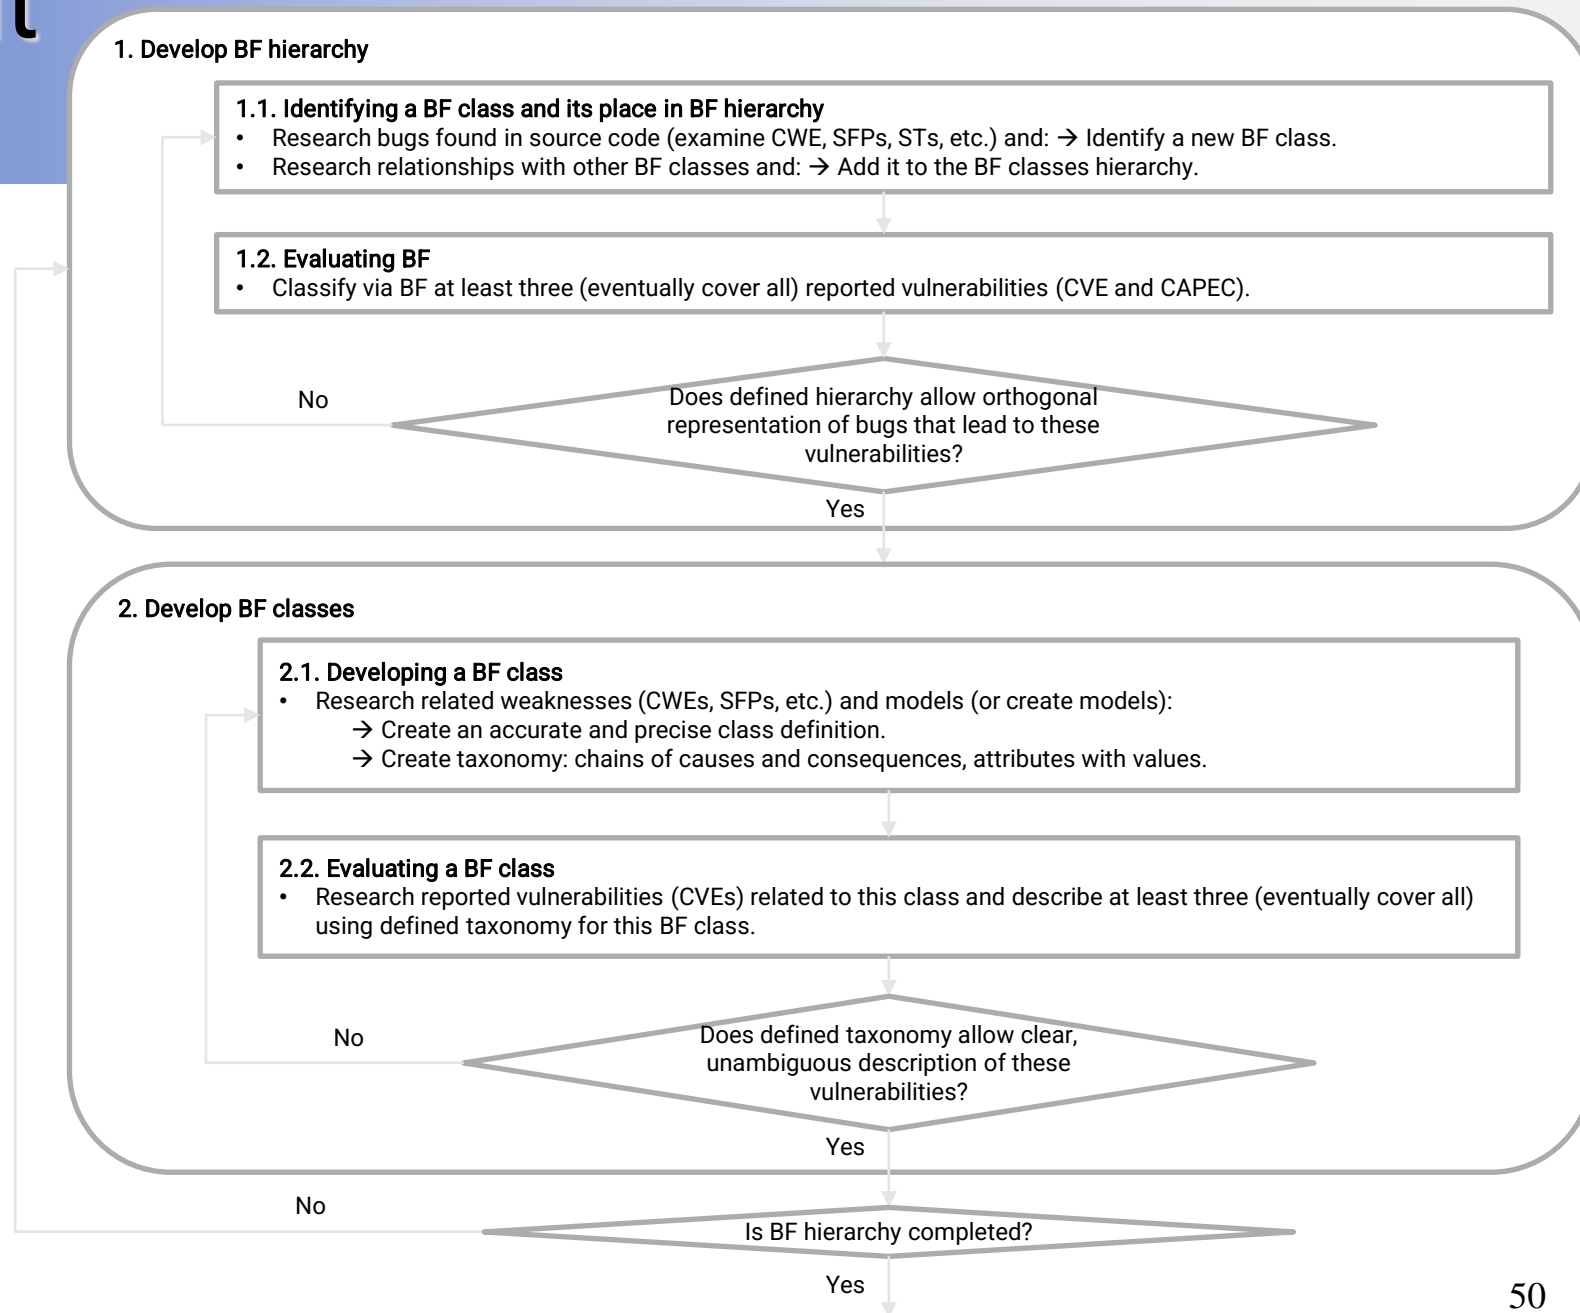 1. Develop BF hierarchy
1.1. Identifying a BF class and its place in BF hierarchy
• Research bugs found in source code (examine CWE, SFPs, STs, etc.) and: → Identify a new BF class.
• Research relationships with other BF classes and: → Add it to the BF classes hierarchy.
1.2. Evaluating BF
• Classify via BF at least three (eventually cover all) reported vulnerabilities (CVE and CAPEC).
No
Does defined hierarchy allow orthogonal
representation of bugs that lead to these
vulnerabilities?
Yes
2. Develop BF classes
2.1. Developing a BF class
• Research related weaknesses (CWEs, SFPs, etc.) and models (or create models):
→ Create an accurate and precise class definition.
→ Create taxonomy: chains of causes and consequences, attributes with values.
2.2. Evaluating a BF class
• Research reported vulnerabilities (CVEs) related to this class and describe at least three (eventually cover all)
using defined taxonomy for this BF class.
No
Does defined taxonomy allow clear,
unambiguous description of these
vulnerabilities?
Yes
No
Is BF hierarchy completed?
Yes
50